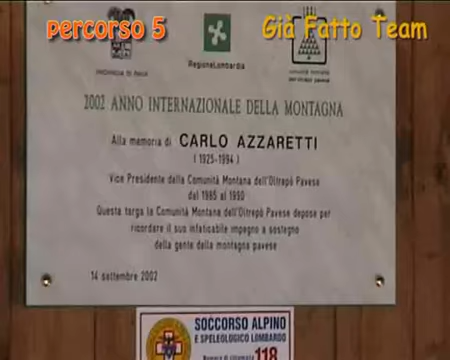 percorso 5
Già Fatto Team
PROVINCIA DI PAVIA
RegioneLombardia
2002 ANNO INTERNAZIONALE DELLA MONTAGNA
Alla memoria di CARLO AZZARETTI
(1925-1994)
Vice Presidente della Comunità Montana dell'Oltrepò Pavese
dal 1985 al 1990
Questa targa la Comunità Montana dell'Oltrepò Pavese depose per
ricordare il suo infaticabile impegno a sostegno
della gente della montagna pavese
14 settembre 2002
SOCCORSO ALPINO
E SPELEOLOGICO LOMBARDO
Numero di chiamata 118